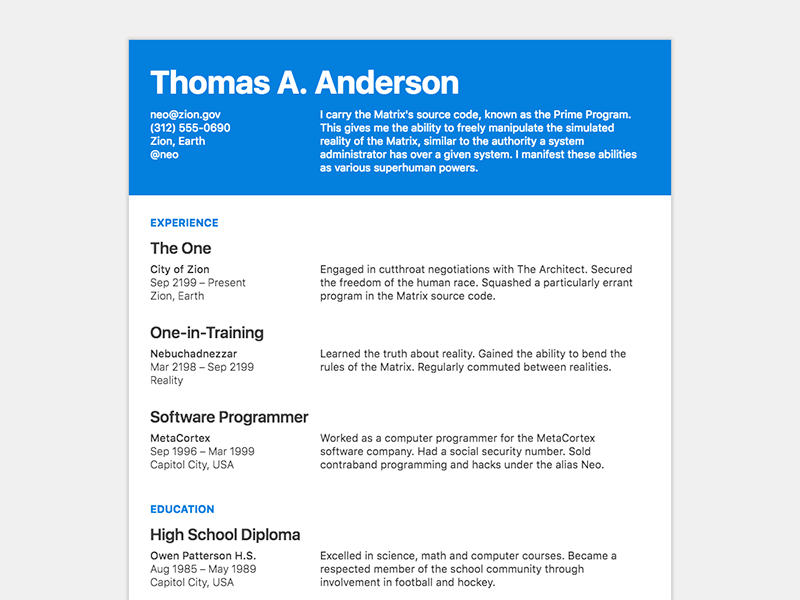 Thomas A. Anderson
neo@zion.gov
(312) 555-0690
Zion, Earth
@neo
I carry the Matrix's source code, known as the Prime Program.
This gives me the ability to freely manipulate the simulated
reality of the Matrix, similar to the authority a system
administrator has over a given system. I manifest these abilities
as various superhuman powers.
EXPERIENCE
The One
City of Zion
Sep 2199 – Present
Zion, Earth
Engaged in cutthroat negotiations with The Architect. Secured
the freedom of the human race. Squashed a particularly errant
program in the Matrix source code.
One-in-Training
Nebuchadnezzar
Mar 2198 – Sep 2199
Reality
Learned the truth about reality. Gained the ability to bend the
rules of the Matrix. Regularly commuted between realities.
Software Programmer
MetaCortex
Sep 1996 – Mar 1999
Capitol City, USA
Worked as a computer programmer for the MetaCortex
software company. Had a social security number. Sold
contraband programming and hacks under the alias Neo.
EDUCATION
High School Diploma
Owen Patterson H.S.
Aug 1985 – May 1989
Capitol City, USA
Excelled in science, math and computer courses. Became a
respected member of the school community through
involvement in football and hockey.